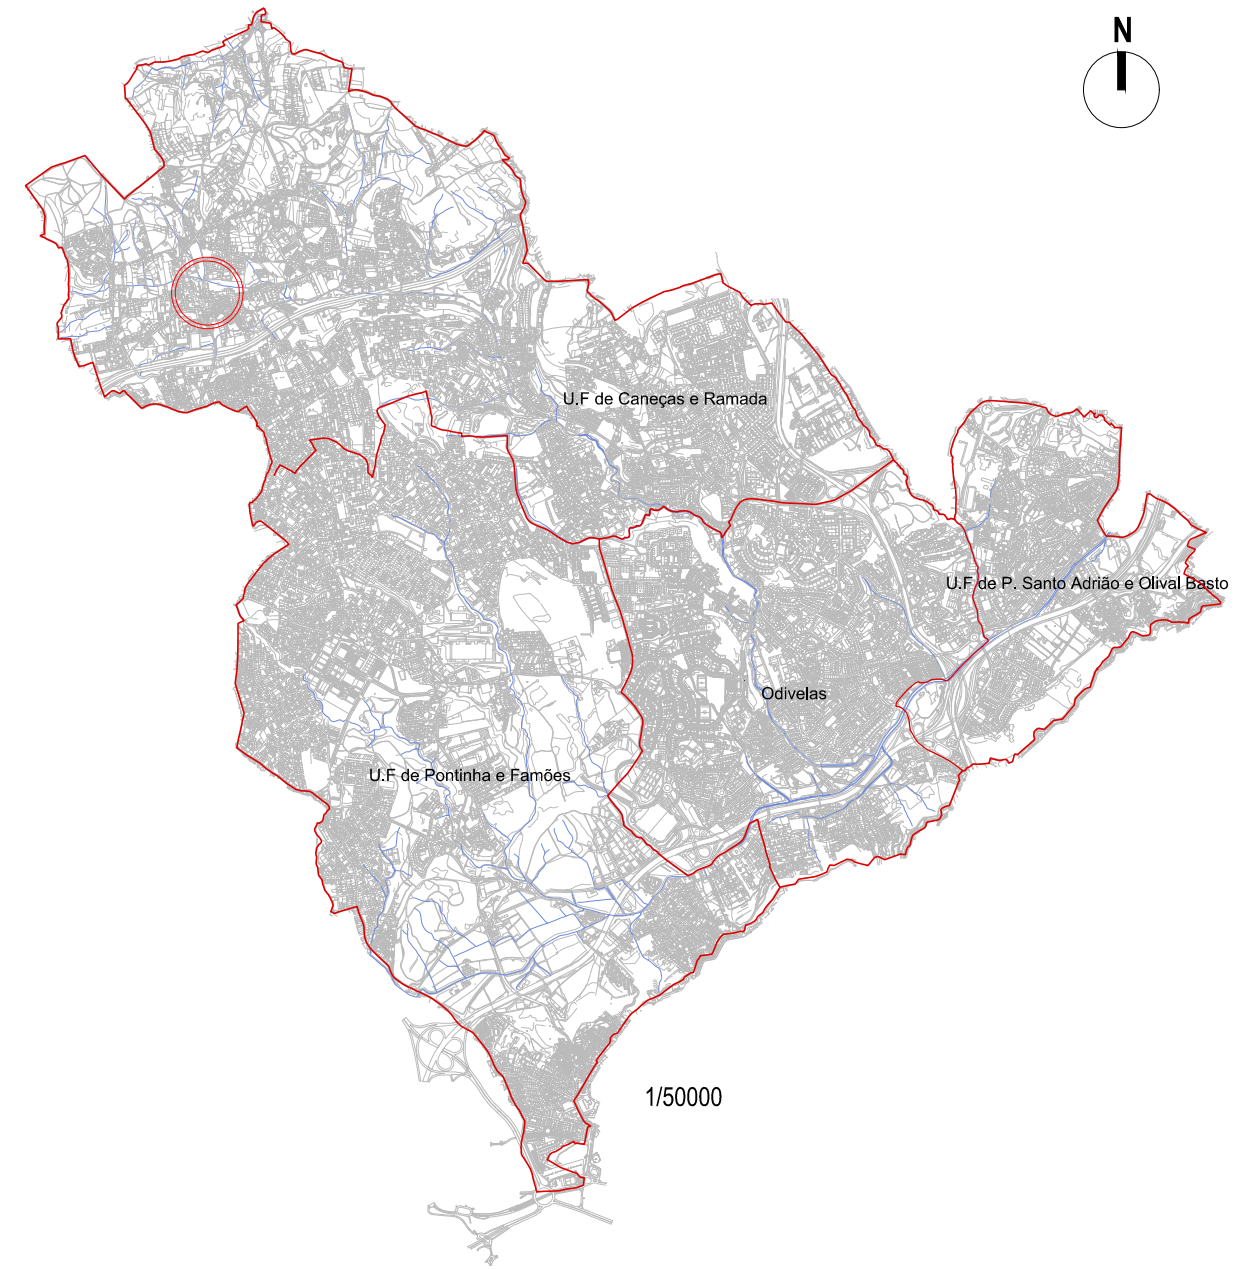 N
U.F de Caneças e Ramada
U.F de P. Santo Adrião e Olival Basto
Odivelas
U.F de Pontinha e Famões
1/50000